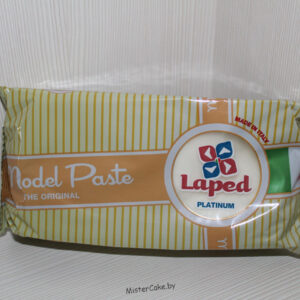 Model Paste
THE ORIGINAL
MADE IN ITALY
Laped
PLATINUM
MisterCake.by